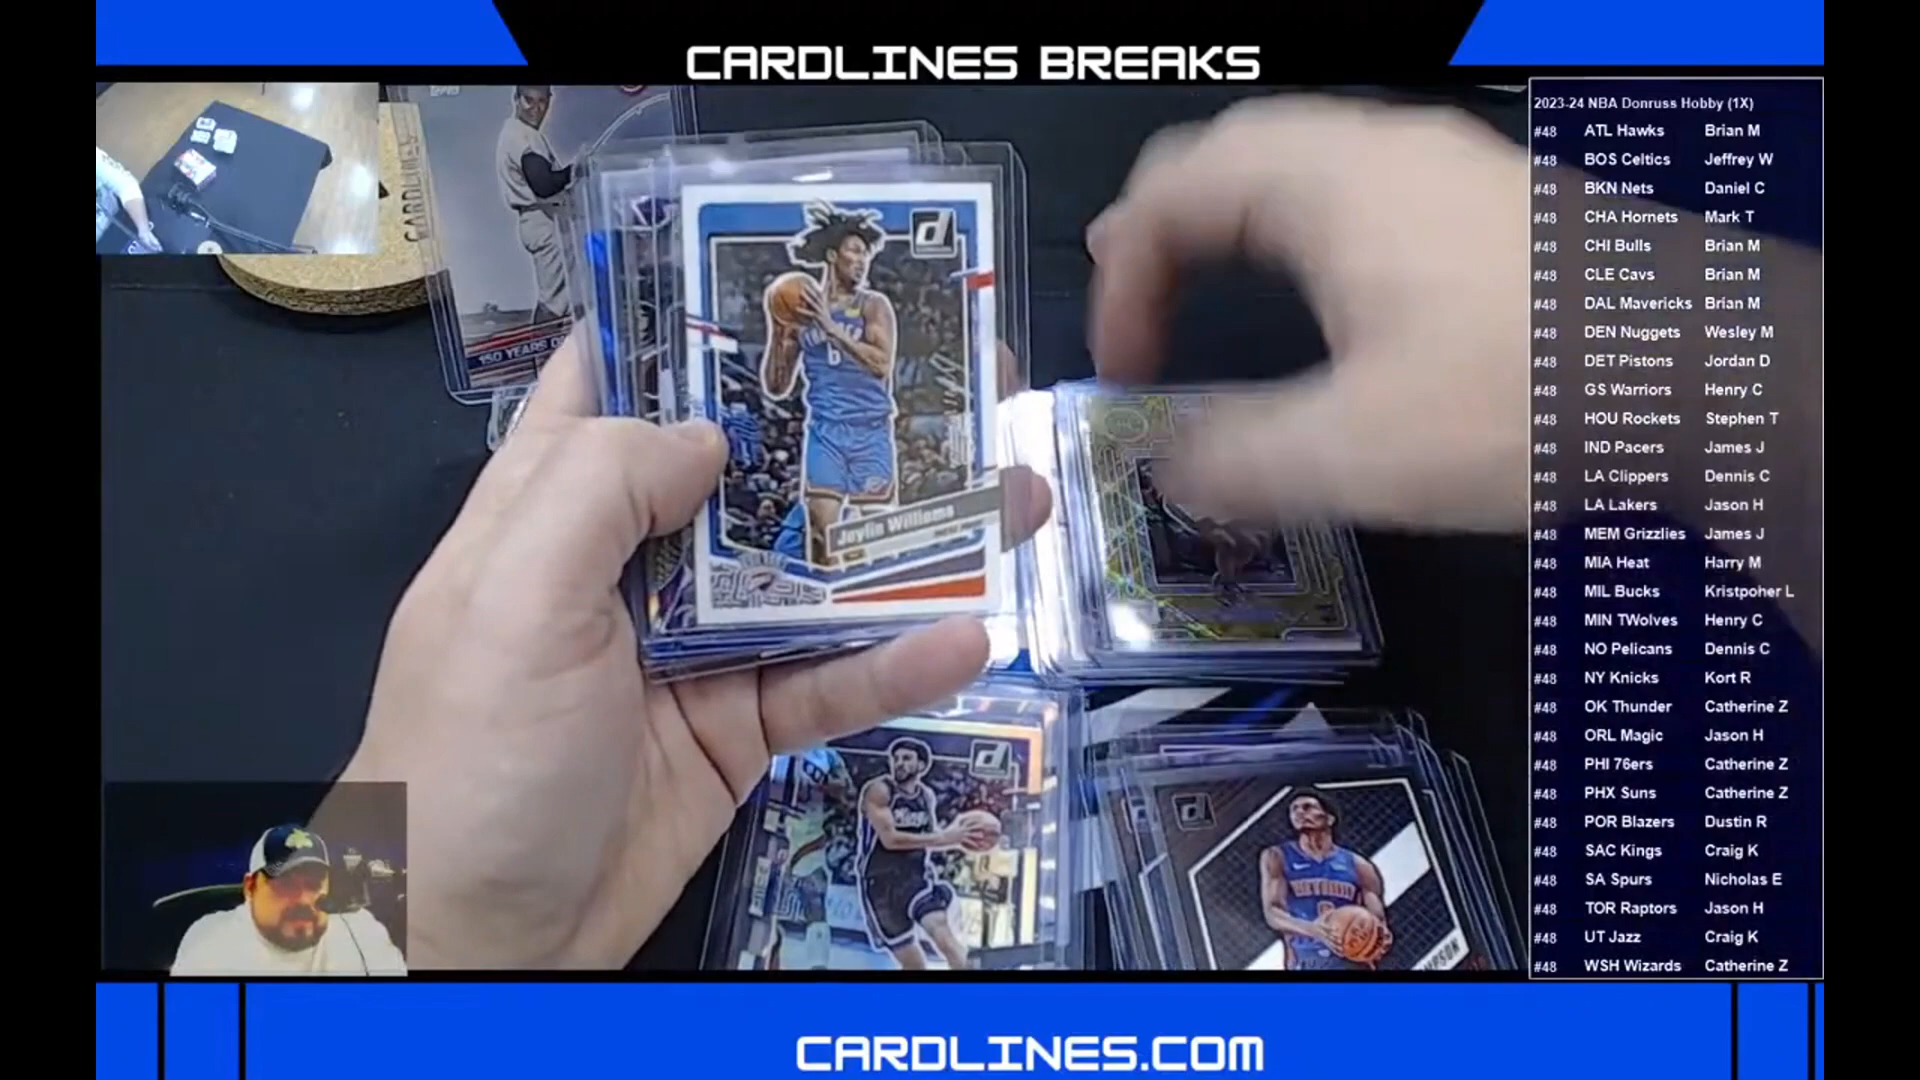 CARDLINES BREAKS
2023-24 NBA Donruss Hobby (1X)
#48 ATL Hawks Brian M
#48 BOS Celtics Jeffrey W
#48 BKN Nets Daniel C
#48 CHA Hornets Mark T
#48 CHI Bulls Brian M
#48 CLE Cavs Brian M
#48 DAL Mavericks Brian M
#48 DEN Nuggets Wesley M
#48 DET Pistons Jordan D
#48 GS Warriors Henry C
#48 HOU Rockets Stephen T
#48 IND Pacers James J
#48 LA Clippers Dennis C
#48 LA Lakers Jason H
#48 MEM Grizzlies James J
#48 MIA Heat Harry M
#48 MIL Bucks Kristpoher L
#48 MIN TWolves Henry C
#48 NO Pelicans Dennis C
#48 NY Knicks Kort R
#48 OK Thunder Catherine Z
#48 ORL Magic Jason H
#48 PHI 76ers Catherine Z
#48 PHX Suns Catherine Z
#48 POR Blazers Dustin R
#48 SAC Kings Craig K
#48 SA Spurs Nicholas E
#48 TOR Raptors Jason H
#48 UT Jazz Craig K
#48 WSH Wizards Catherine Z
CARDLINES
150 YEARS O
d
THUNDER
6
Jaylin Williams
d
d
MPSON
CARDLINES.COM